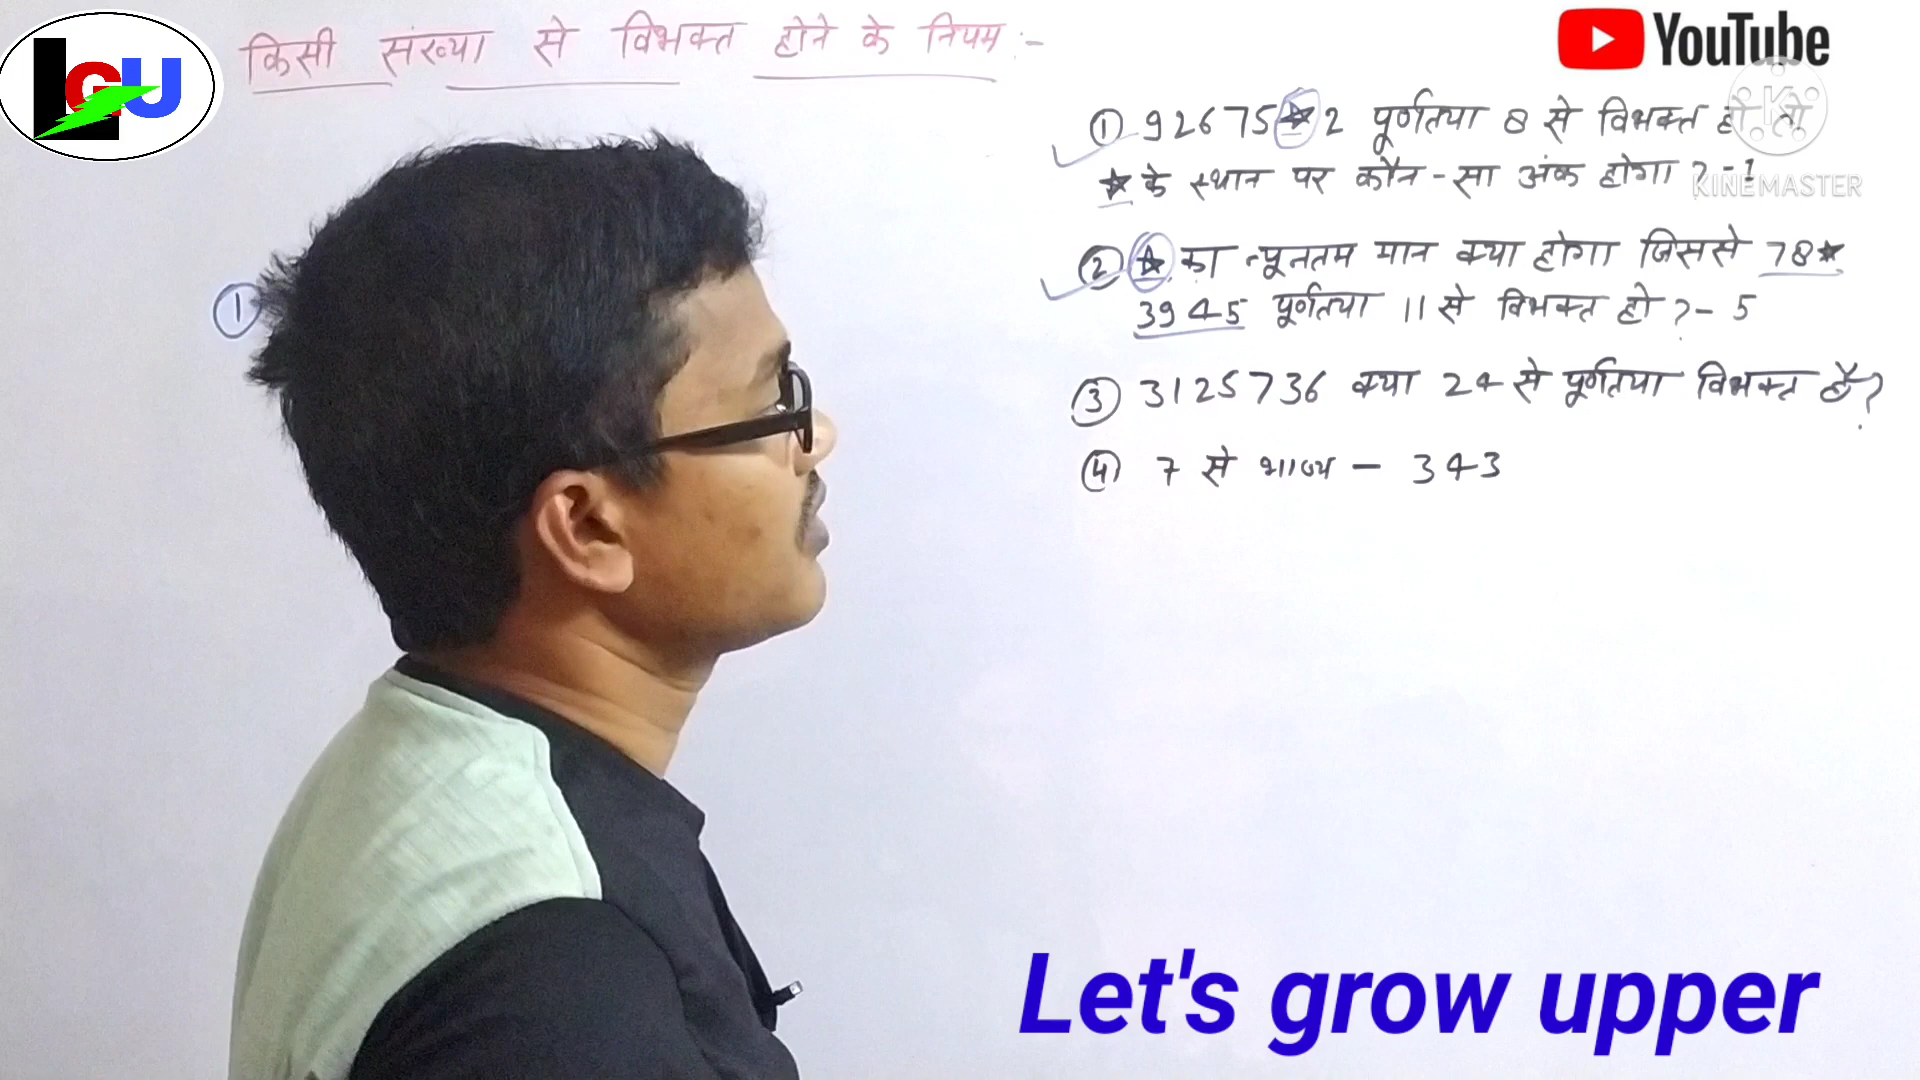 LGU
किसी संख्या से विभक्त होने के नियम :-
YouTube
① 92675★2 पूर्णतया 8 से विभक्त हो तो
★ के स्थान पर कौन-सा अंक होगा ? - 1
KINEMASTER
② ★ का न्यूनतम मान क्या होगा जिससे 78★
3945 पूर्णतया 11 से विभक्त हो ? - 5
①
③ 3125736 क्या 24 से पूर्णतया विभक्त है ?
④ 7 से भाज्य - 343
Let's grow upper